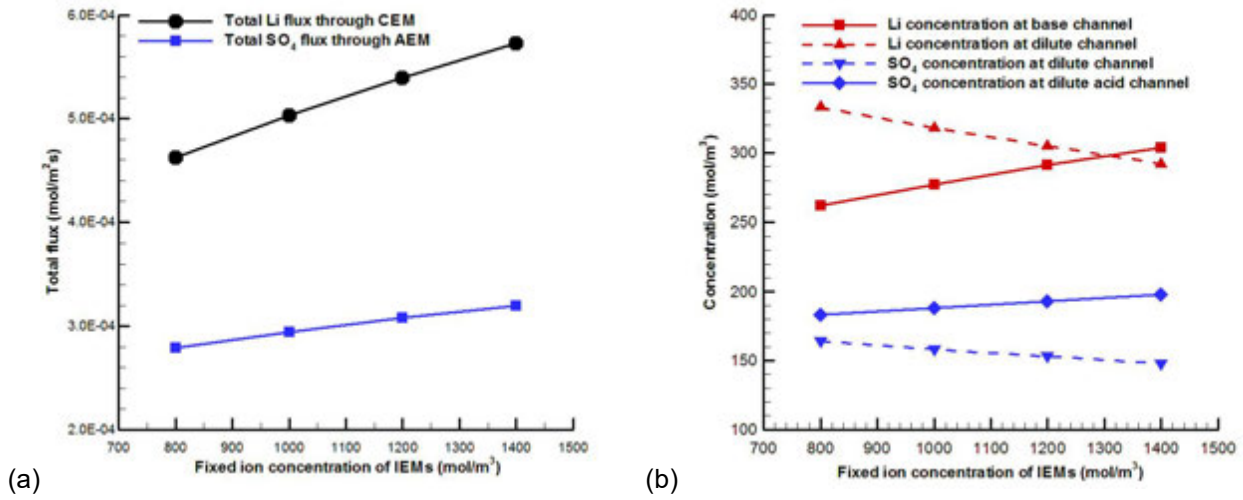 6.0E-04
5.0E-04
4.0E-04
3.0E-04
2.0E-04
Total flux (mol/m²s)
Total Li flux through CEM
Total SO₄ flux through AEM
700 800 900 1000 1100 1200 1300 1400 1500
Fixed ion concentration of IEMs (mol/m³)
(a)
400
350
300
250
200
150
100
Concentration (mol/m³)
Li concentration at base channel
Li concentration at dilute channel
SO₄ concentration at dilute channel
SO₄ concentration at dilute acid channel
700 800 900 1000 1100 1200 1300 1400 1500
Fixed ion concentration of IEMs (mol/m³)
(b)